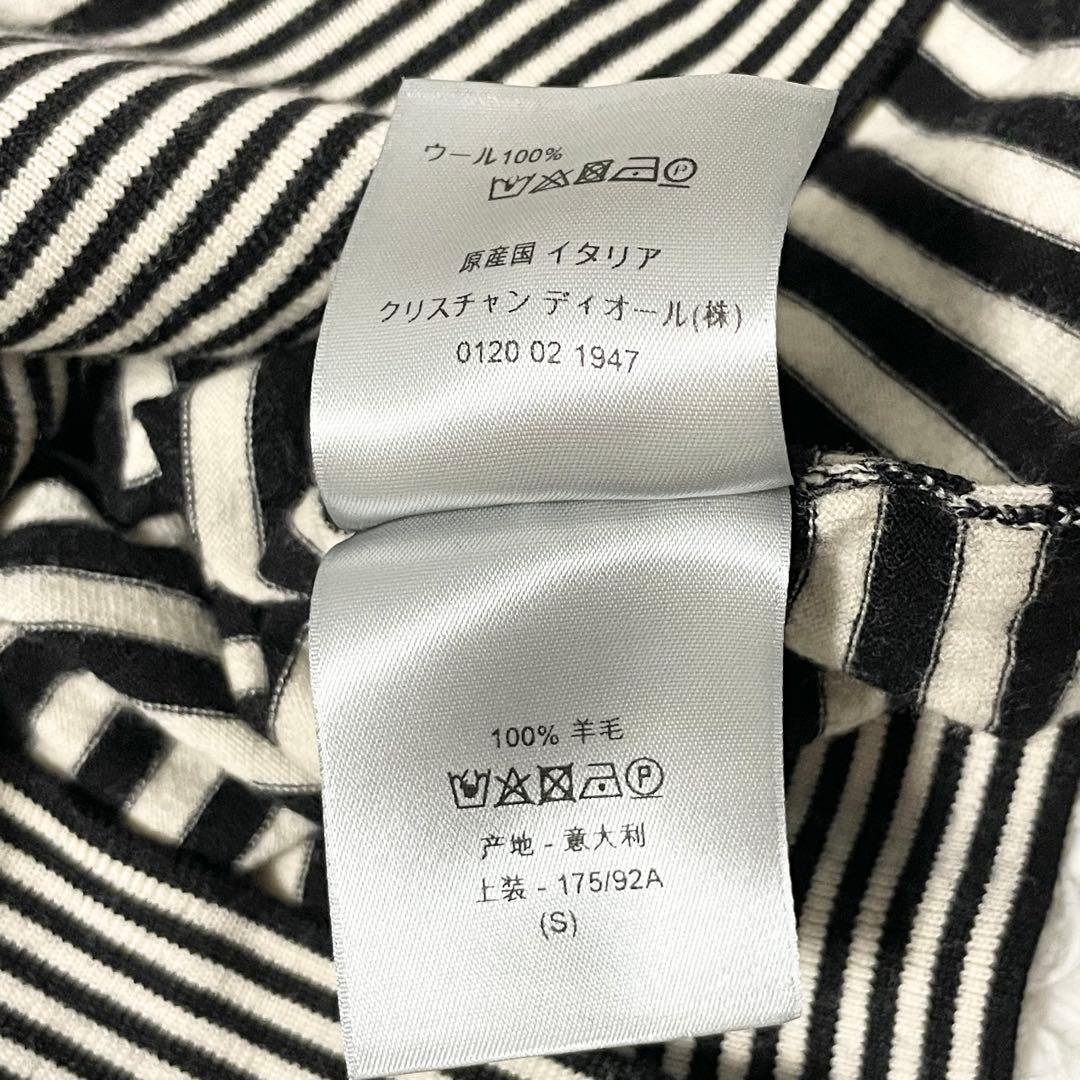 ウール100%
原産国 イタリア
クリスチャン ディオール(株)
0120 02 1947
100% 羊毛
P
产地 - 意大利
上装 - 175/92A
(S)